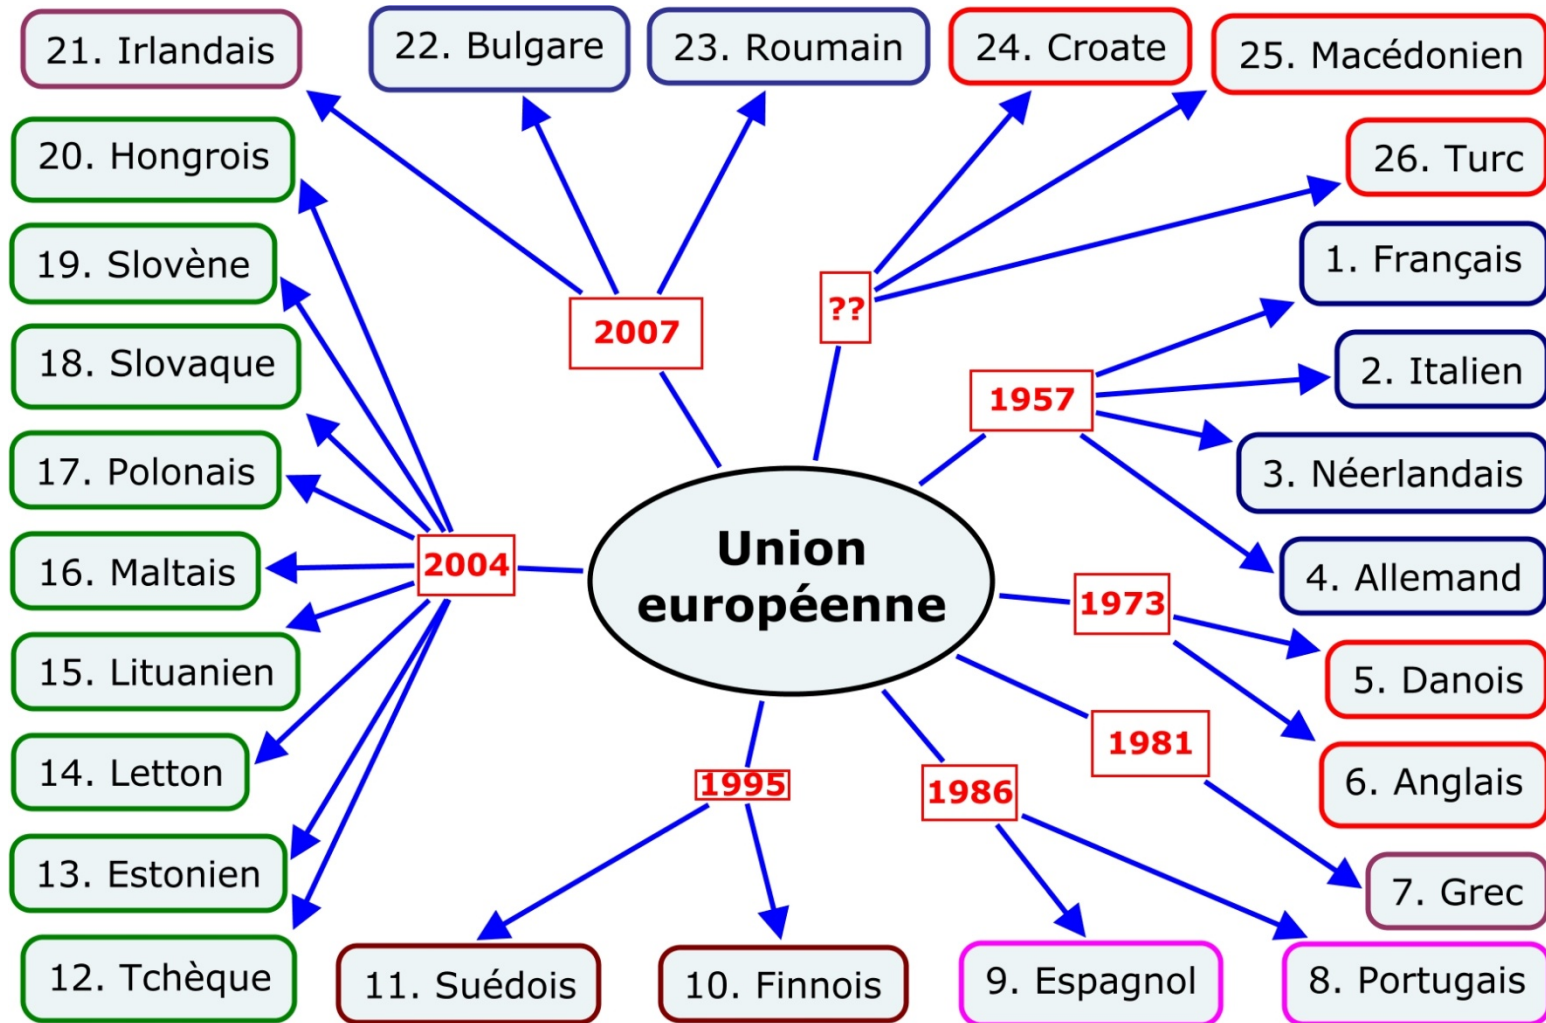 21. Irlandais
22. Bulgare
23. Roumain
24. Croate
25. Macédonien
20. Hongrois
26. Turc
19. Slovène
1. Français
2007
??
18. Slovaque
2. Italien
1957
17. Polonais
3. Néerlandais
16. Maltais
2004
Union
européenne
4. Allemand
1973
15. Lituanien
5. Danois
14. Letton
1995
1986
1981
6. Anglais
13. Estonien
7. Grec
12. Tchèque
11. Suédois
10. Finnois
9. Espagnol
8. Portugais